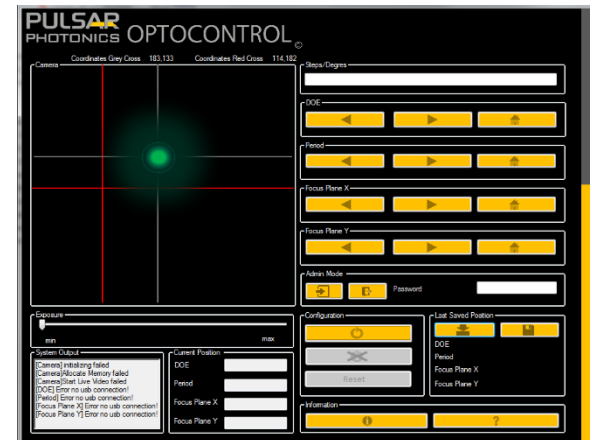 PULSAR
PHOTONICS OPTOCONTROL ©
Coordinates Grey Cross 183,133 Coordinates Red Cross 114,182
Camera
Steps/Degres
DOE
Period
Focus Plane X
Focus Plane Y
Admin Mode
Password
Exposure
min max
Configuration
Reset
Last Saved Position
DOE
Period
Focus Plane X
Focus Plane Y
System Output
[Camera] initializing failed
[Camera]Allocate Memory failed
[Camera]Start Live Video failed
[DOE] Error no usb connection!
[Period] Error no usb connection!
[Focus Plane X] Error no usb connection!
[Focus Plane Y] Error no usb connection!
Current Position
DOE
Period
Focus Plane X
Focus Plane Y
Information
?